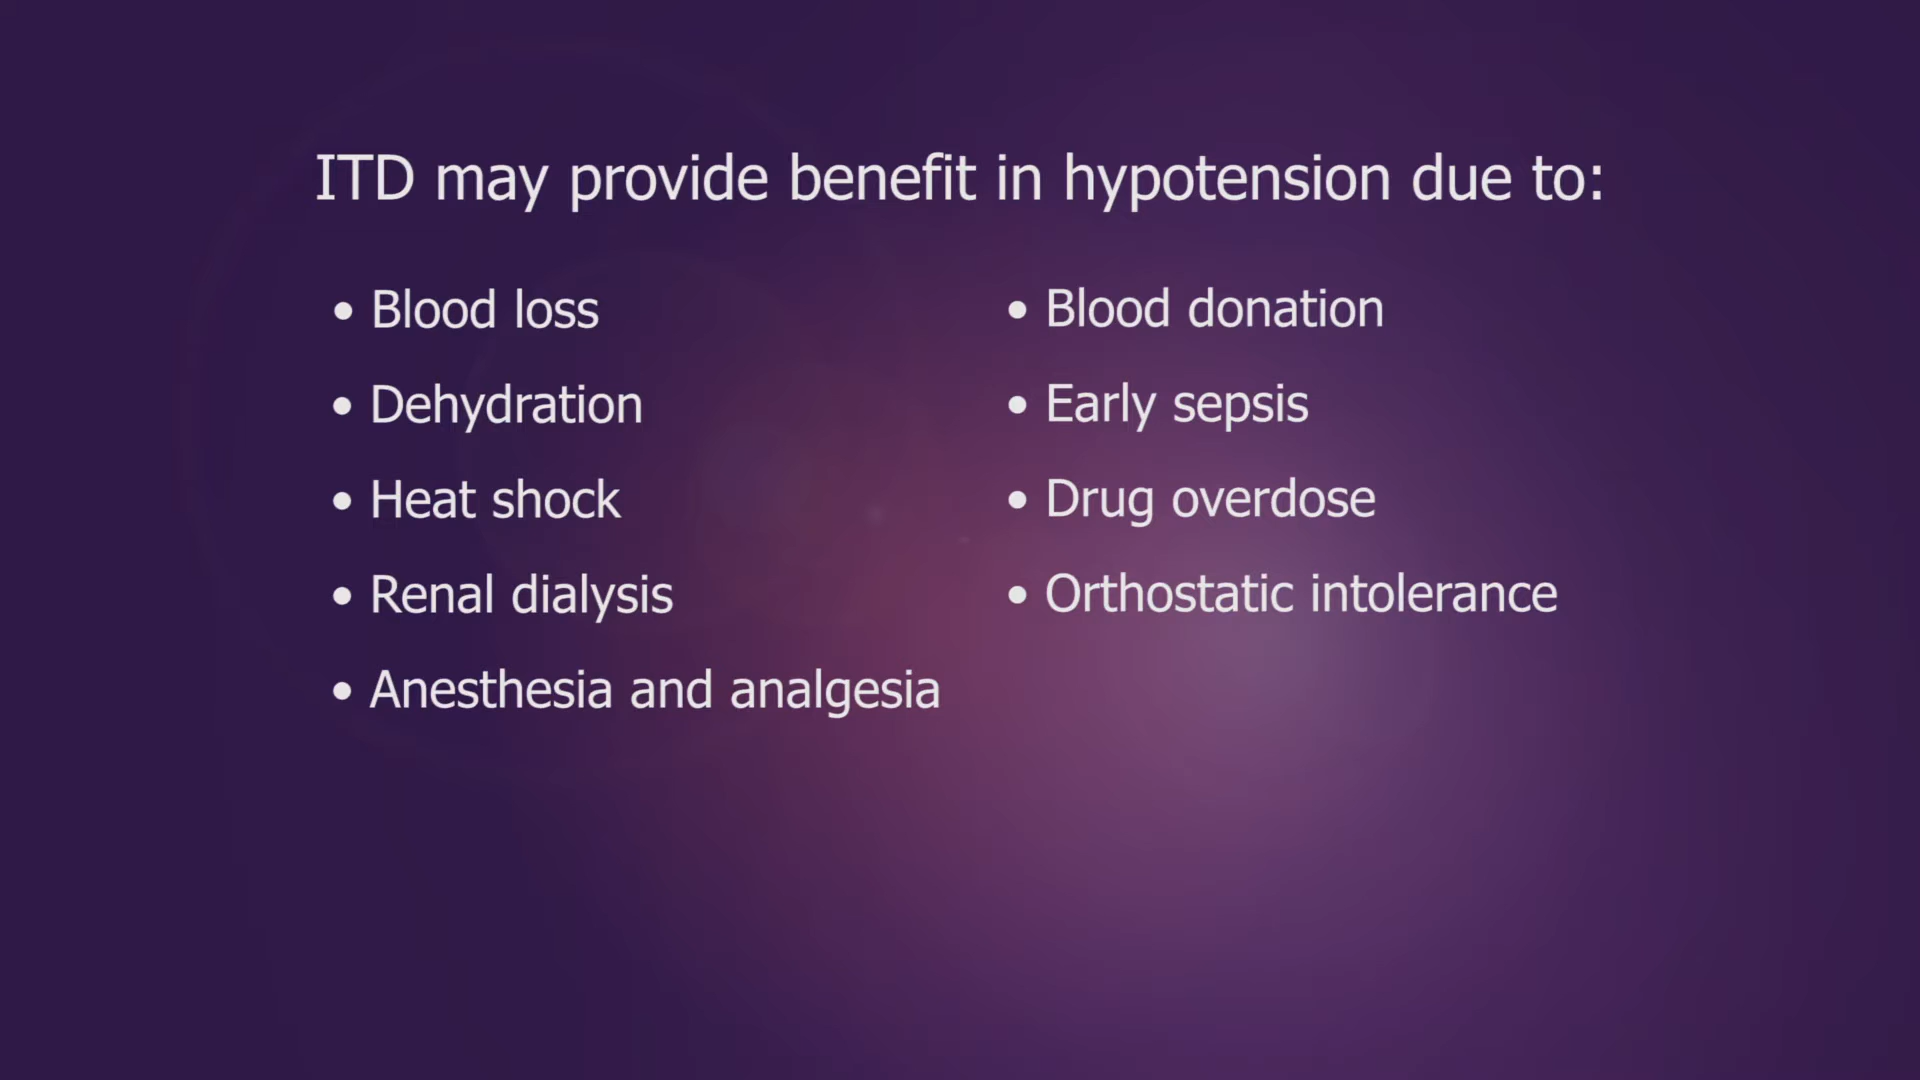 ITD may provide benefit in hypotension due to:
• Blood loss
• Dehydration
• Heat shock
• Renal dialysis
• Anesthesia and analgesia
• Blood donation
• Early sepsis
• Drug overdose
• Orthostatic intolerance